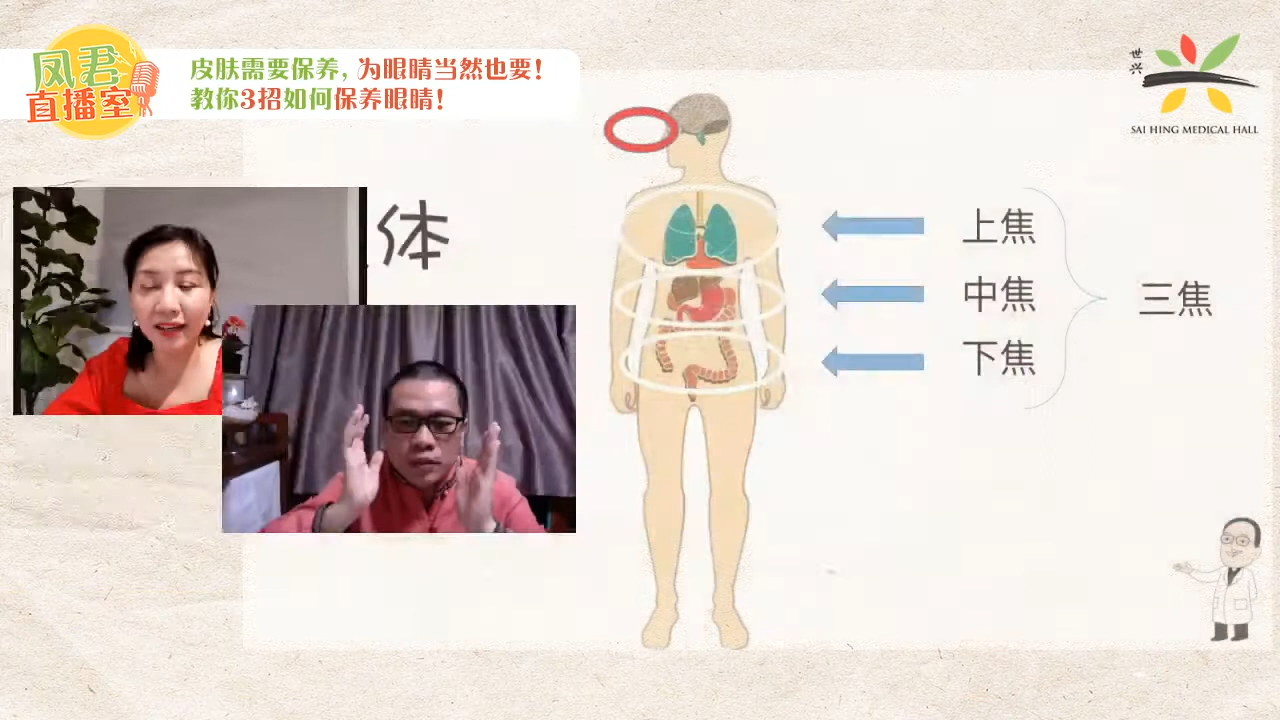 凤君
直播室
皮肤需要保养,为眼睛当然也要!
教你3招如何保养眼睛!
世兴
SAI HING MEDICAL HALL
体
上焦
中焦
下焦
三焦